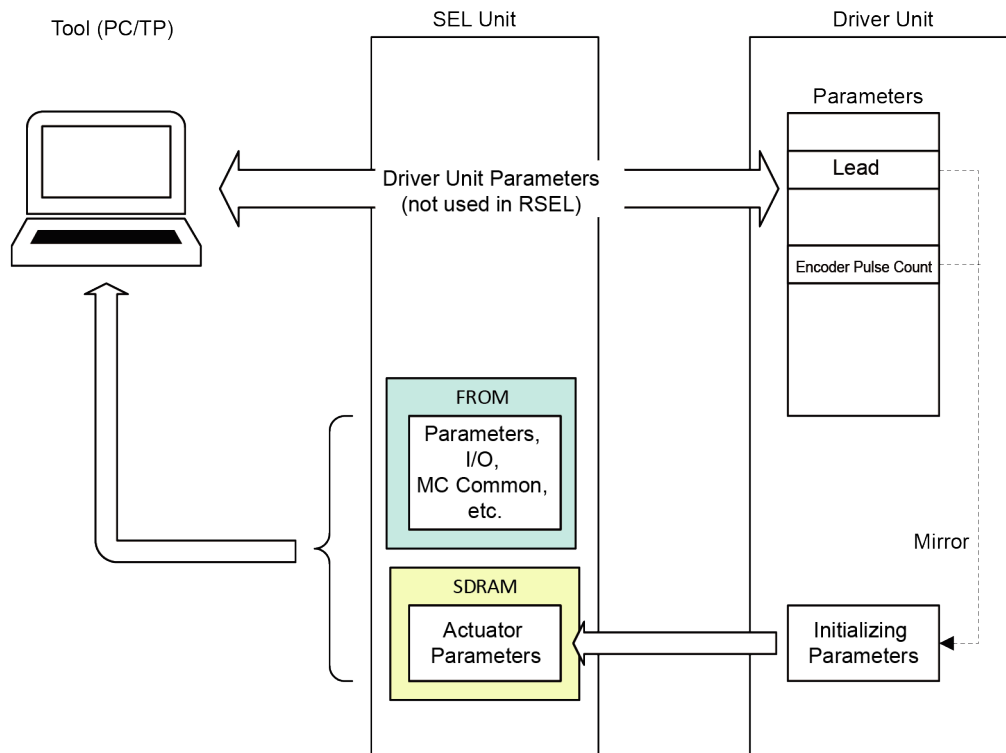 Tool (PC/TP)
SEL Unit
Driver Unit
Parameters
Lead
Encoder Pulse Count
Driver Unit Parameters
(not used in RSEL)
FROM
Parameters,
I/O,
MC Common,
etc.
Mirror
SDRAM
Actuator
Parameters
Initializing
Parameters